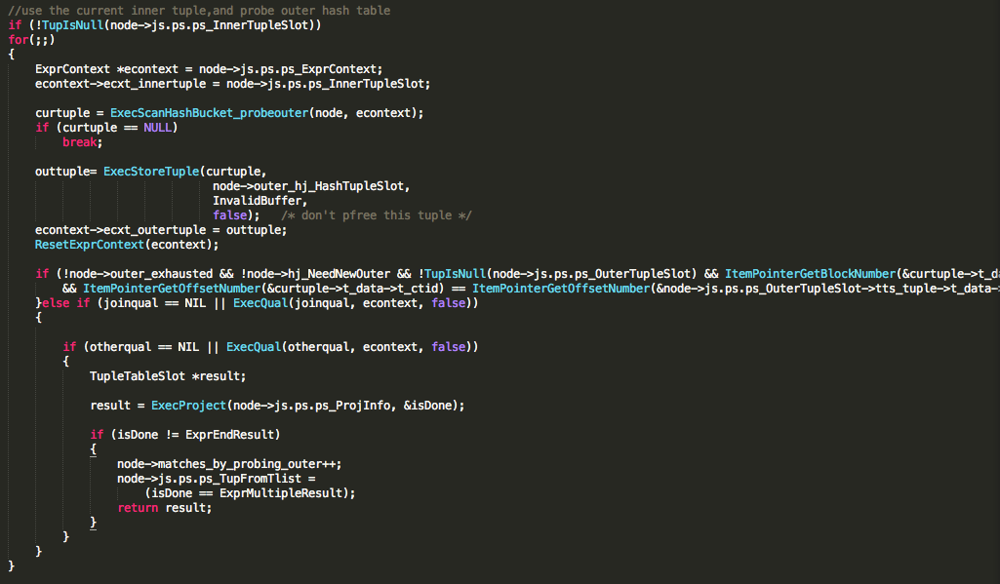 //use the current inner tuple,and probe outer hash table
if (!TupIsNull(node->js.ps.ps_InnerTupleSlot))
for(;;)
{
    ExprContext *econtext = node->js.ps.ps_ExprContext;
    econtext->ecxt_innertuple = node->js.ps.ps_InnerTupleSlot;

    curtuple = ExecScanHashBucket_probeouter(node, econtext);
    if (curtuple == NULL)
        break;

    outtuple= ExecStoreTuple(curtuple,
                              node->outer_hj_HashTupleSlot,
                              InvalidBuffer,
                              false);   /* don't pfree this tuple */
    econtext->ecxt_outertuple = outtuple;
    ResetExprContext(econtext);

    if (!node->outer_exhausted && !node->hj_NeedNewOuter && !TupIsNull(node->js.ps.ps_OuterTupleSlot) && ItemPointerGetBlockNumber(&curtuple->t_da
        && ItemPointerGetOffsetNumber(&curtuple->t_data->t_ctid) == ItemPointerGetOffsetNumber(&node->js.ps.ps_OuterTupleSlot->tts_tuple->t_data->
    }else if (joinqual == NIL || ExecQual(joinqual, econtext, false))
    {

        if (otherqual == NIL || ExecQual(otherqual, econtext, false))
        {
            TupleTableSlot *result;

            result = ExecProject(node->js.ps.ps_ProjInfo, &isDone);

            if (isDone != ExprEndResult)
            {
                node->matches_by_probing_outer++;
                node->js.ps.ps_TupFromTlist =
                    (isDone == ExprMultipleResult);
                return result;
            }
        }
    }
}